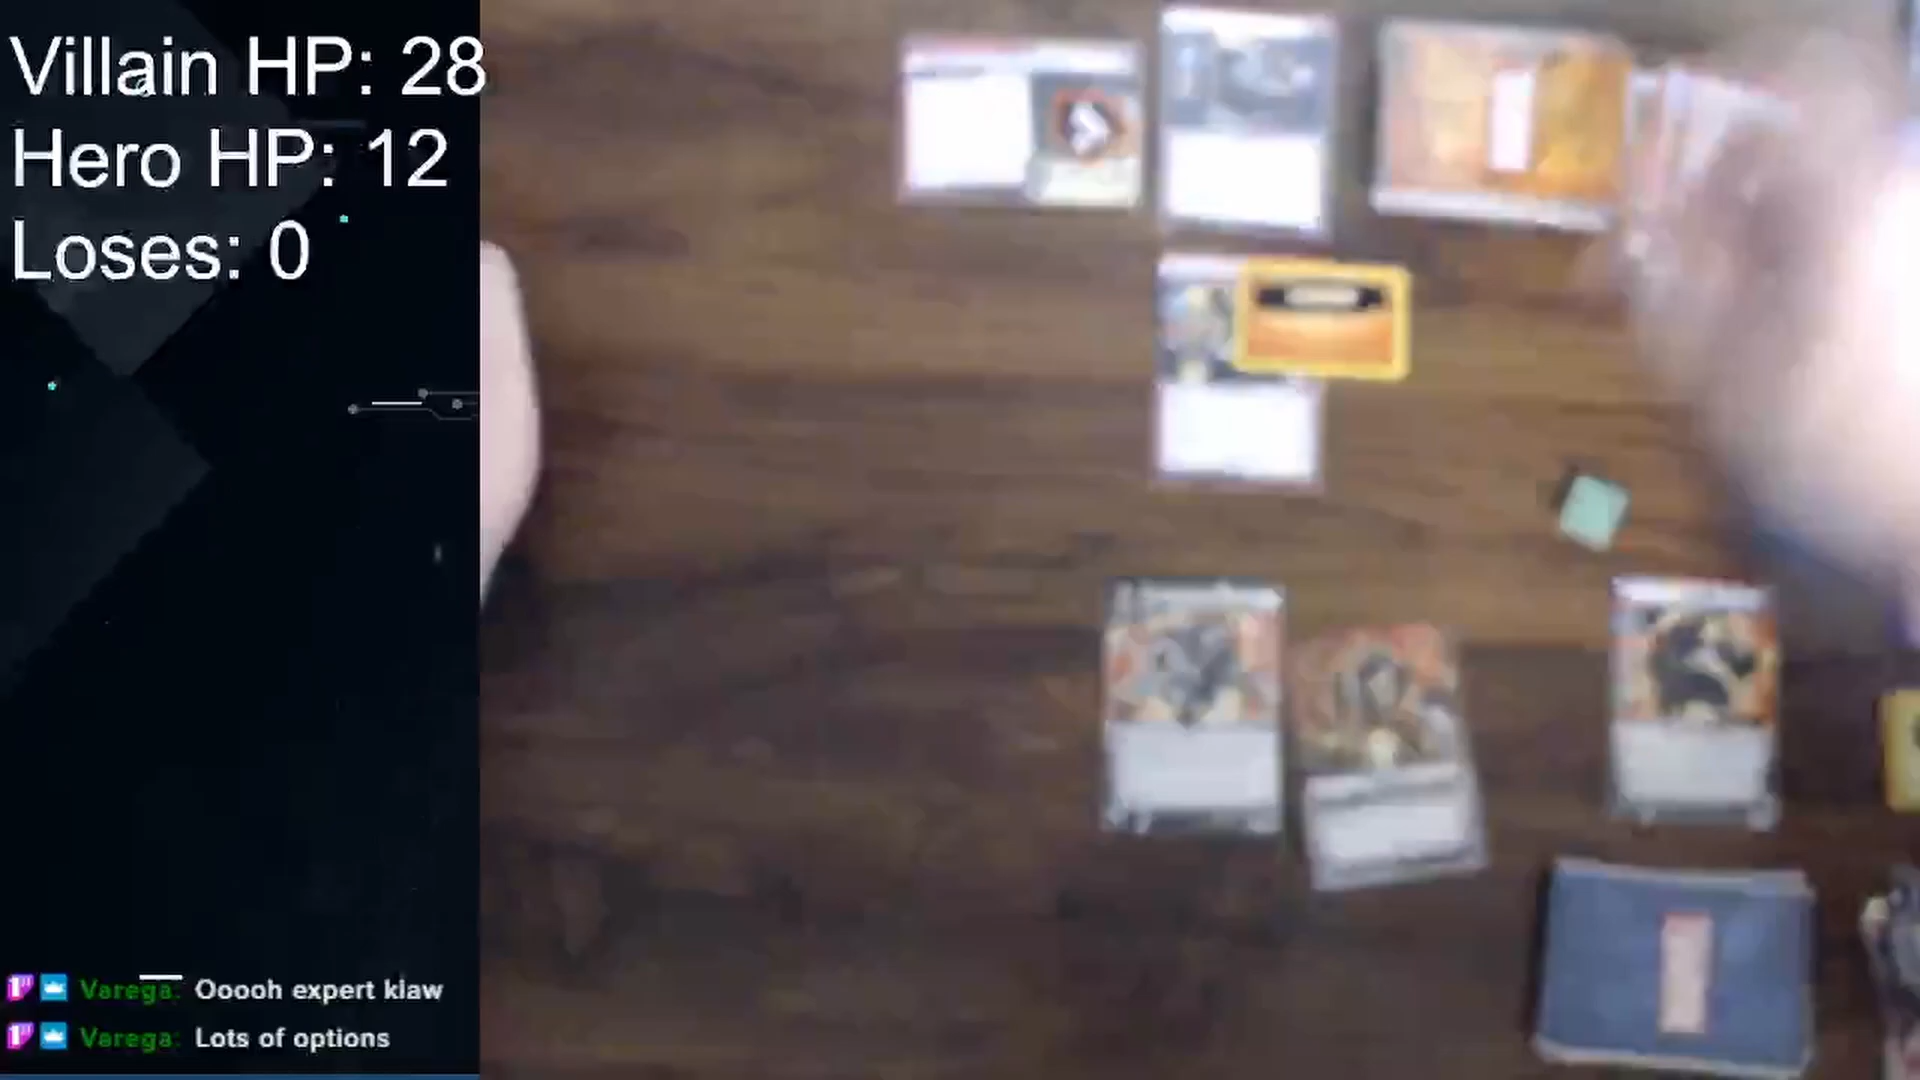 Villain HP: 28
Hero HP: 12
Loses: 0
Varega: Ooooh expert klaw
Varega: Lots of options